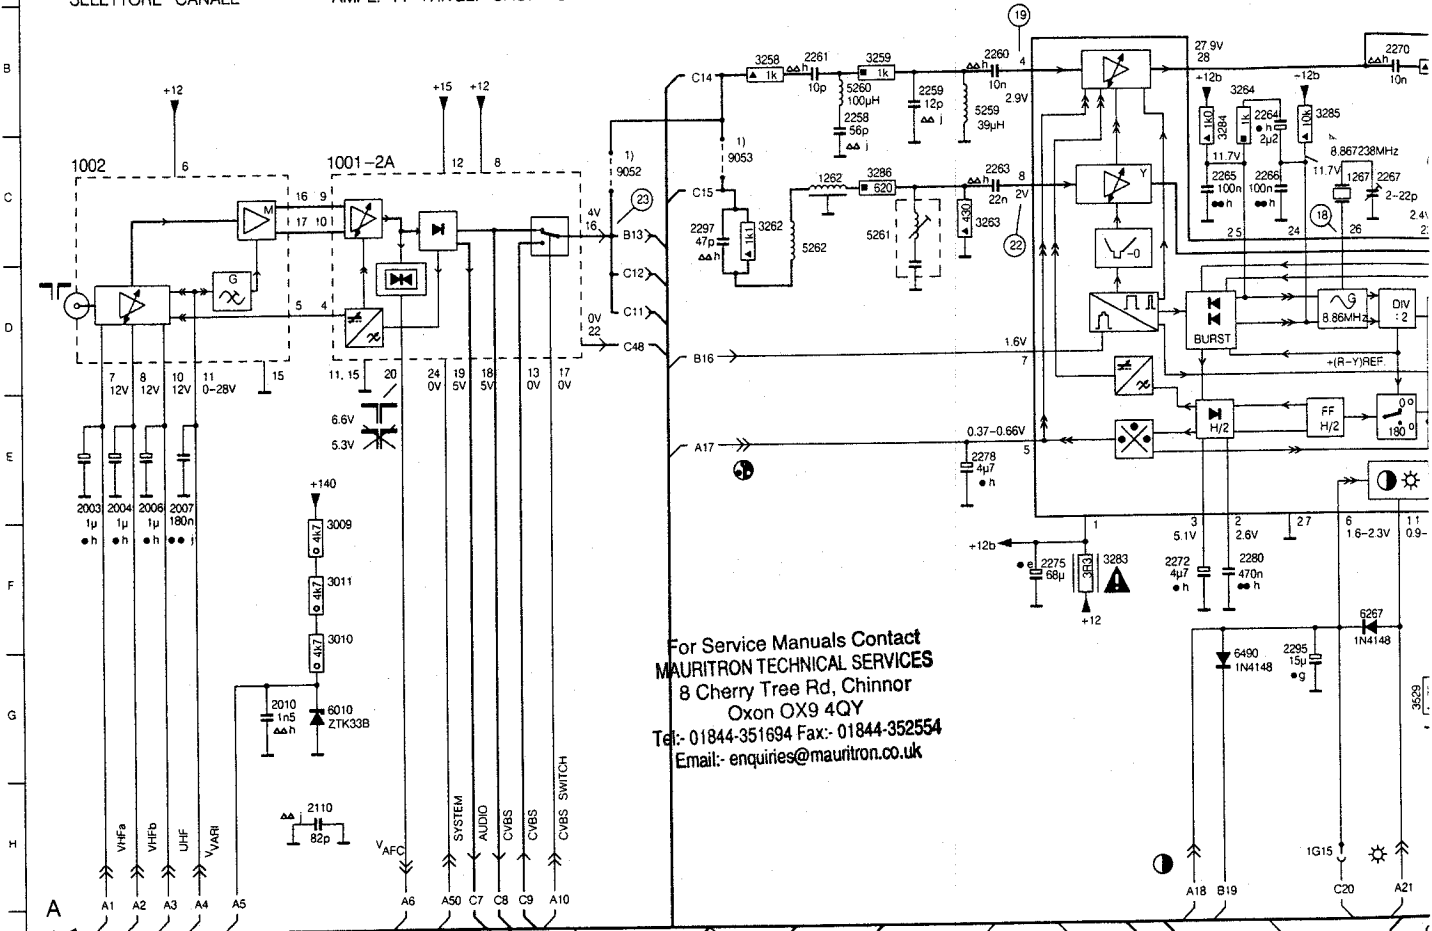 SELETTORE CANALE
B
C
D
E
F
G
H
A
+12
1002
6
M
16
9
17
10
G
5
4
7
12V
8
12V
10
12V
11
0-28V
15
2003
1µ
h
2004
1µ
h
2006
1µ
h
2007
180n
j
VHFa
VHFb
UHF
VVARI
A1
A2
A3
A4
A5
+15
+12
1001-2A
12
8
11, 15
20
24
0V
19
5V
18
5V
13
0V
17
0V
6.6V
5.3V
+140
3009
4k7
3011
4k7
3010
4k7
2010
1n5
h
6010
ZTK33B
2110
j
82p
VAFC
SYSTEM
AUDIO
CVBS
CVBS
CVBS SWITCH
A6
A50
C7
C8
C9
A10
1)
9052
4V
16
23
B13
C12
C11
0V
22
C48
C14
C15
B16
A17
1)
9053
3258
1k
2261
h
10p
5260
100µH
2258
56p
j
3259
1k
2259
12p
j
2260
h
10n
5259
39µH
19
4
2.9V
2297
47p
h
3262
1k1
5262
1262
3286
620
5261
2263
h
22n
430
3263
8
2V
22
1.6V
7
0.37-0.66V
5
2278
4µ7
h
Y
-0
27.9V
28
+12b
1k0
3284
11.7V
2265
100n
3264
1k
2264
h
2µ2
2266
100n
-12b
3285
10k
11.7V
8.867238MHz
1267
2267
2-22p
18
26
25
24
2270
h
10n
2.4V
BURST
G
8.86MHz
DIV
:2
+(R-Y)REF.
H/2
FF
H/2
0°
180°
1
3
5.1V
2
2.6V
27
6
1.6-2.3V
11
0.9-
+12b
e
2275
68µ
3R3
3283
+12
2272
4µ7
h
2280
470n
h
6267
1N4148
6490
1N4148
2295
15µ
g
3529
1G15
A18
B19
C20
A21
For Service Manuals Contact
MAURITRON TECHNICAL SERVICES
8 Cherry Tree Rd, Chinnor
Oxon OX9 4QY
Tel:- 01844-351694 Fax:- 01844-352554
Email:- enquiries@mauritron.co.uk